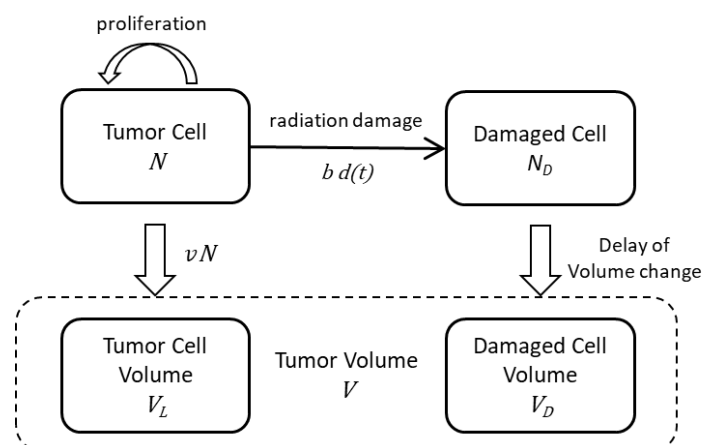 proliferation
Tumor Cell
N
radiation damage
b d(t)
Damaged Cell
N_D
vN
Delay of
Volume change
Tumor Cell
Volume
V_L
Tumor Volume
V
Damaged Cell
Volume
V_D